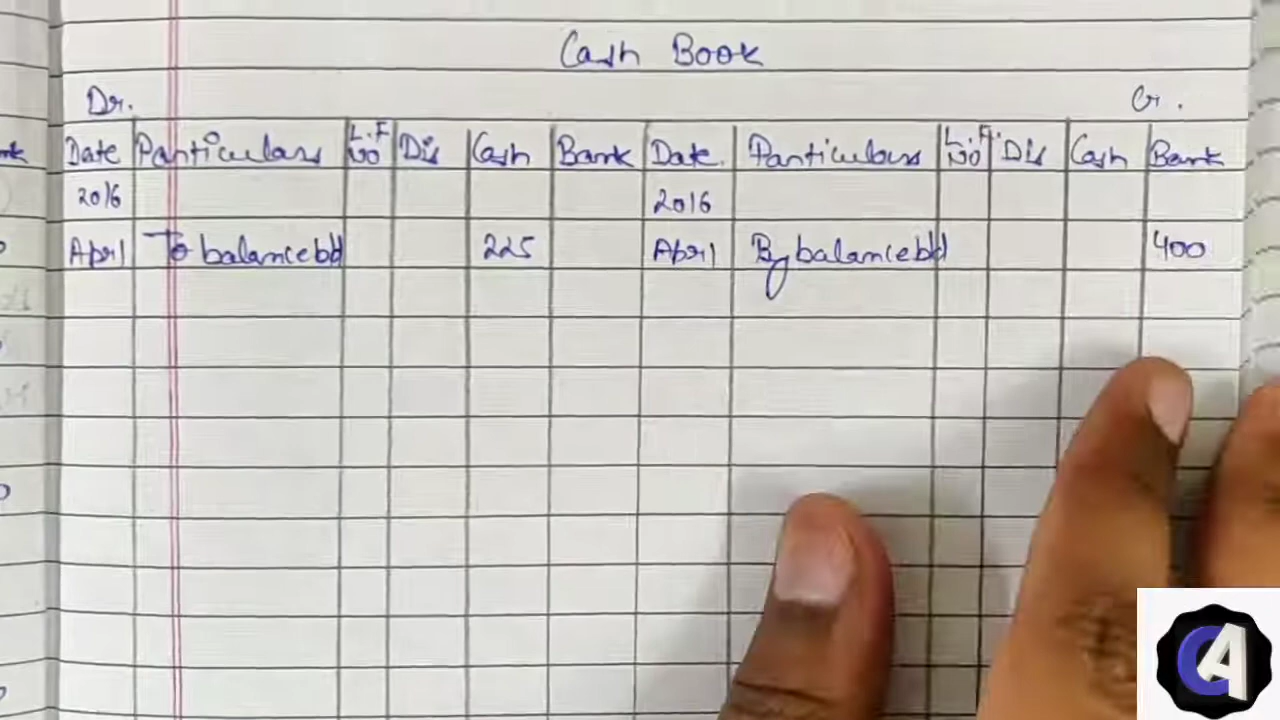 Cash Book
Dr. Cr.
Date Particulars L.F No Dis Cash Bank Date Particulars L.F No Dis Cash Bank
2016 2016
April To balance b/d 225 April By balance b/d 400
CA